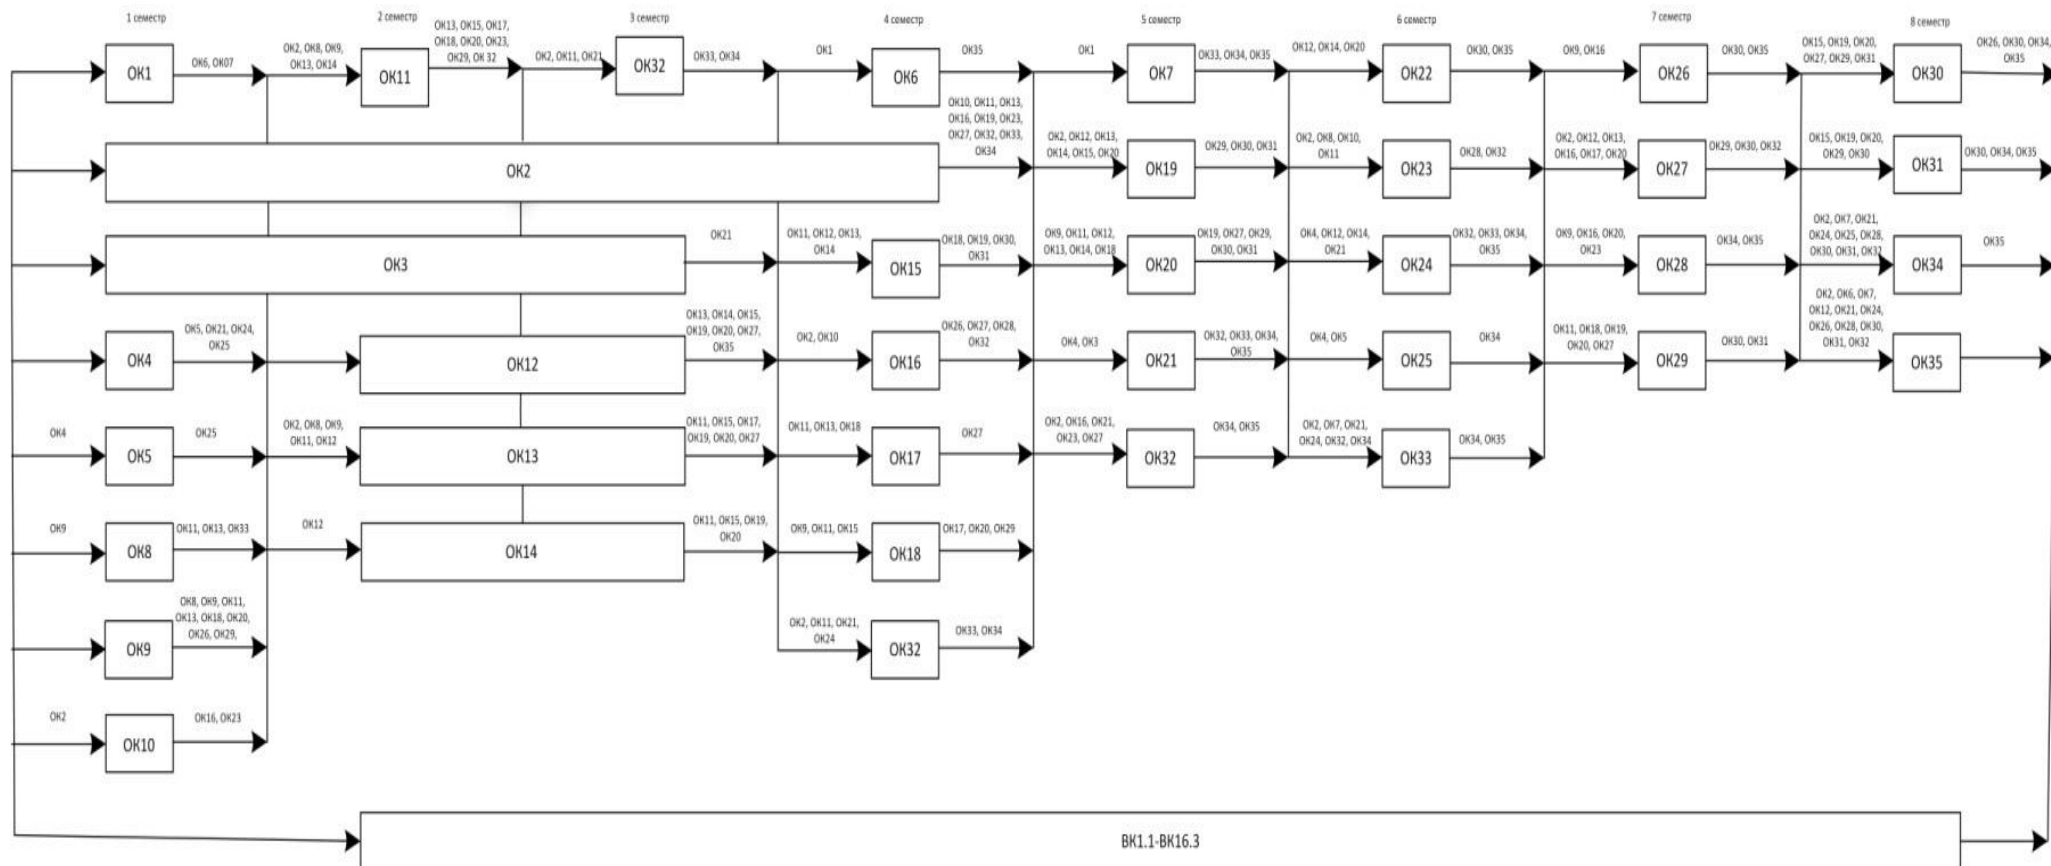 1 семестр
2 семестр
3 семестр
4 семестр
5 семестр
6 семестр
7 семестр
8 семестр
ОК1
ОК6, ОК07
ОК2, ОК8, ОК9,
ОК13, ОК14
ОК11
ОК13, ОК15, ОК17,
ОК18, ОК20, ОК23,
ОК29, ОК 32
ОК2, ОК11, ОК21
ОК32
ОК33, ОК34
ОК1
ОК6
ОК35
ОК1
ОК7
ОК33, ОК34, ОК35
ОК12, ОК14, ОК20
ОК22
ОК30, ОК35
ОК9, ОК16
ОК26
ОК30, ОК35
ОК15, ОК19, ОК20,
ОК27, ОК29, ОК31
ОК30
ОК26, ОК30, ОК34,
ОК35
ОК2
ОК10, ОК11, ОК13,
ОК16, ОК19, ОК23,
ОК27, ОК32, ОК33,
ОК34
ОК2, ОК12, ОК13,
ОК14, ОК15, ОК20
ОК19
ОК29, ОК30, ОК31
ОК2, ОК8, ОК10,
ОК11
ОК23
ОК28, ОК32
ОК2, ОК12, ОК13,
ОК16, ОК17, ОК20
ОК27
ОК29, ОК30, ОК32
ОК15, ОК19, ОК20,
ОК29, ОК30
ОК31
ОК30, ОК34, ОК35
ОК3
ОК21
ОК11, ОК12, ОК13,
ОК14
ОК15
ОК18, ОК19, ОК30,
ОК31
ОК9, ОК11, ОК12,
ОК13, ОК14, ОК18
ОК20
ОК19, ОК27, ОК29,
ОК30, ОК31
ОК4, ОК12, ОК14,
ОК21
ОК24
ОК32, ОК33, ОК34,
ОК35
ОК9, ОК16, ОК20,
ОК23
ОК28
ОК34, ОК35
ОК2, ОК7, ОК21,
ОК24, ОК25, ОК28,
ОК30, ОК31, ОК32
ОК34
ОК35
ОК4
ОК5, ОК21, ОК24,
ОК25
ОК12
ОК13, ОК14, ОК15,
ОК19, ОК20, ОК27,
ОК35
ОК2, ОК10
ОК16
ОК26, ОК27, ОК28,
ОК32
ОК4, ОК3
ОК21
ОК32, ОК33, ОК34,
ОК35
ОК4, ОК5
ОК25
ОК34
ОК11, ОК18, ОК19,
ОК20, ОК27
ОК29
ОК30, ОК31
ОК2, ОК6, ОК7,
ОК12, ОК21, ОК24,
ОК26, ОК28, ОК30,
ОК31, ОК32
ОК35
ОК4
ОК5
ОК25
ОК2, ОК8, ОК9,
ОК11, ОК12
ОК13
ОК11, ОК15, ОК17,
ОК19, ОК20, ОК27
ОК11, ОК13, ОК18
ОК17
ОК27
ОК2, ОК16, ОК21,
ОК23, ОК27
ОК32
ОК34, ОК35
ОК2, ОК7, ОК21,
ОК24, ОК32, ОК34
ОК33
ОК34, ОК35
ОК9
ОК8
ОК11, ОК13, ОК33
ОК12
ОК14
ОК11, ОК15, ОК19,
ОК20
ОК9, ОК11, ОК15
ОК18
ОК17, ОК20, ОК29
ОК9
ОК8, ОК9, ОК11,
ОК13, ОК18, ОК20,
ОК26, ОК29,
ОК2, ОК11, ОК21,
ОК24
ОК32
ОК33, ОК34
ОК2
ОК10
ОК16, ОК23
ВК1.1-ВК16.3